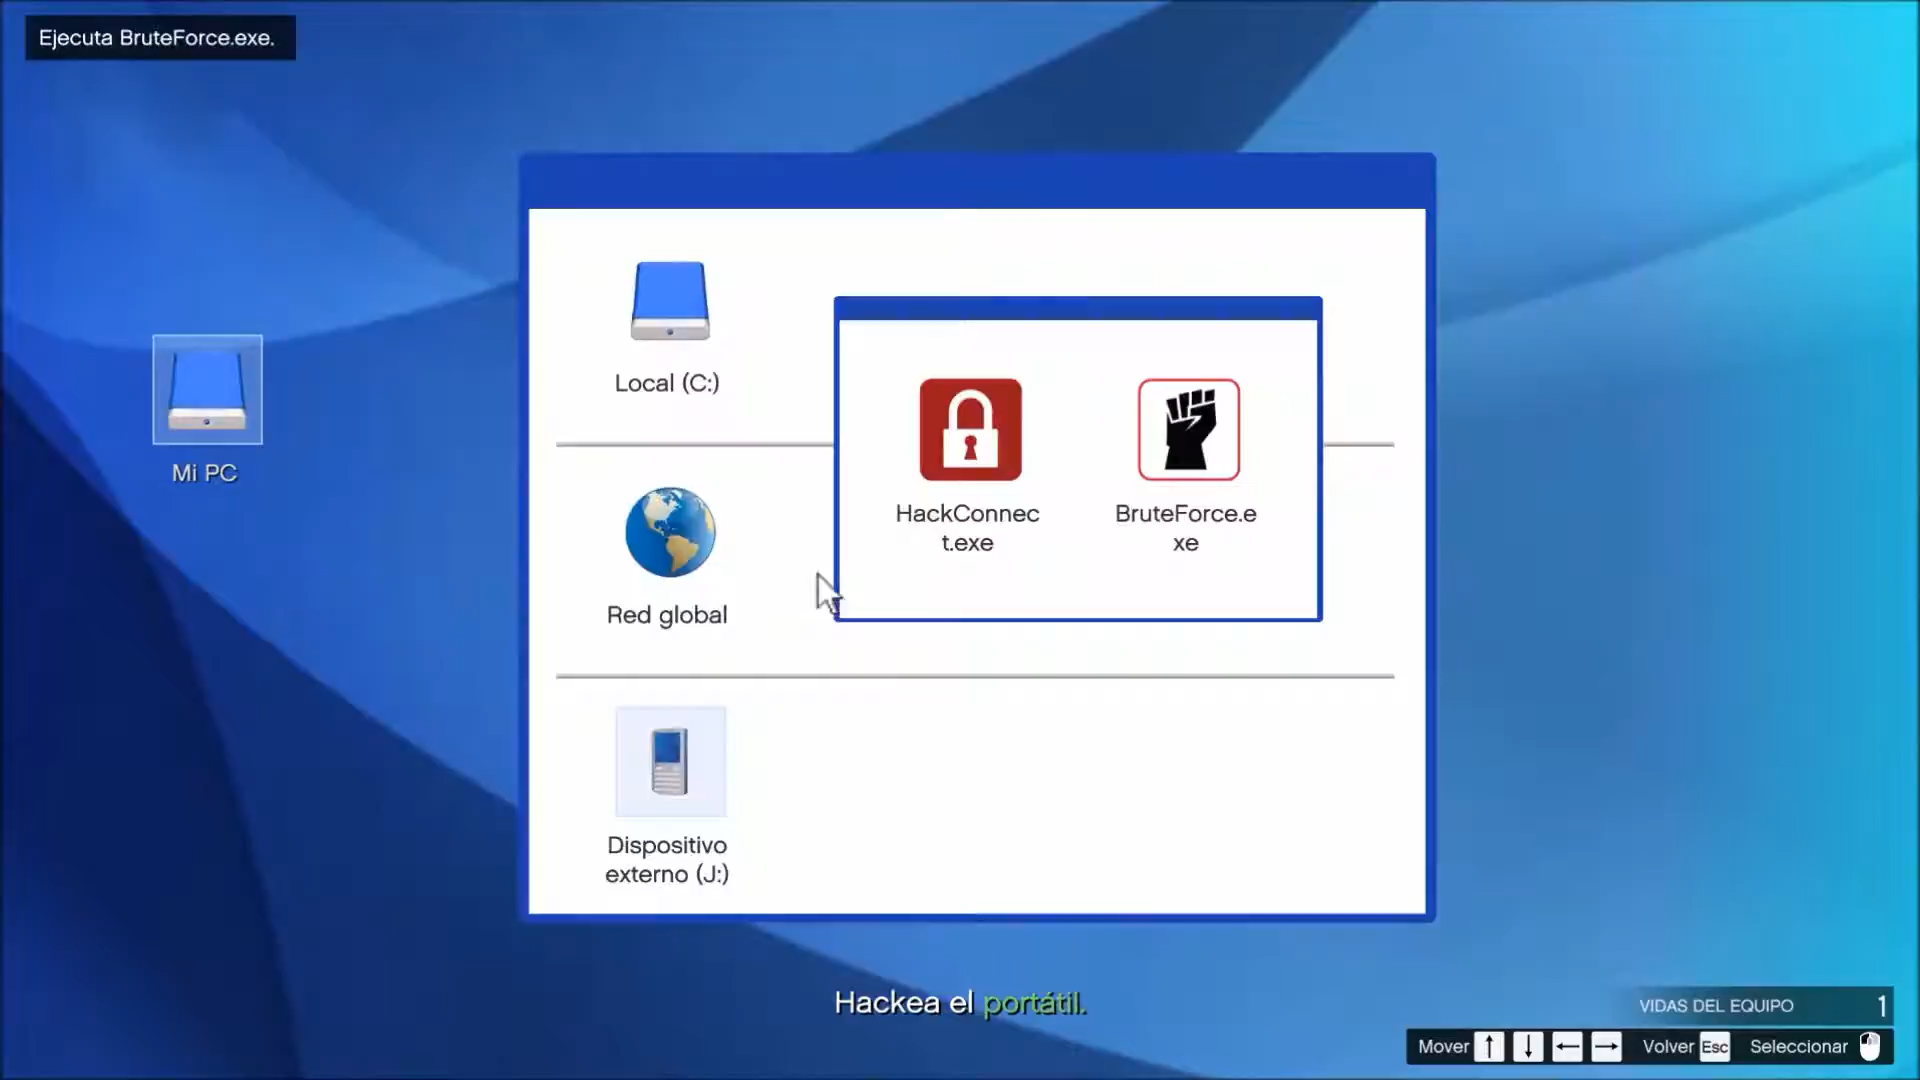 Ejecuta BruteForce.exe.
Local (C:)
HackConnec
t.exe
BruteForce.e
xe
Mi PC
Red global
Dispositivo
externo (J:)
Hackea el portátil.
VIDAS DEL EQUIPO 1
Mover ↑ ↓ ← → Volver Esc Seleccionar